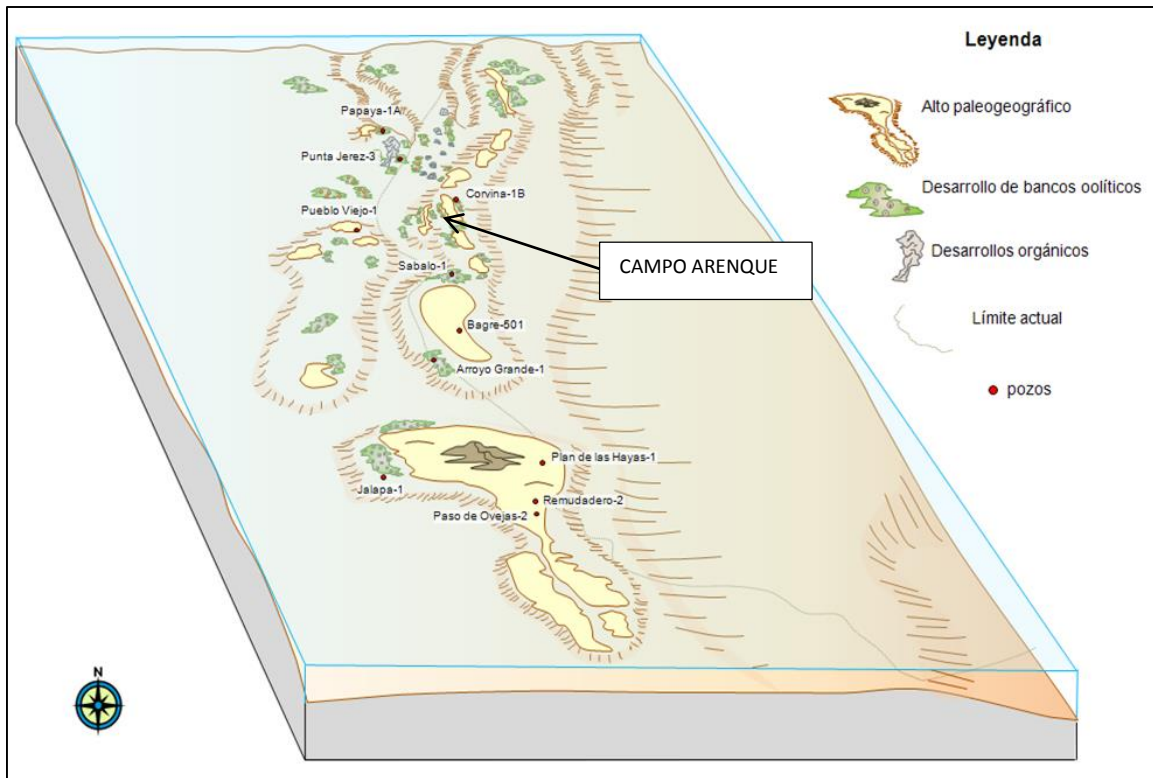 Leyenda
Alto paleogeográfico
Desarrollo de bancos oolíticos
Desarrollos orgánicos
Límite actual
pozos
Papaya-1A
Punta Jerez-3
Corvina-1B
Pueblo Viejo-1
CAMPO ARENQUE
Sabalo-1
Bagre-501
Arroyo Grande-1
Plan de las Hayas-1
Jalapa-1
Remudadero-2
Paso de Ovejas-2
N